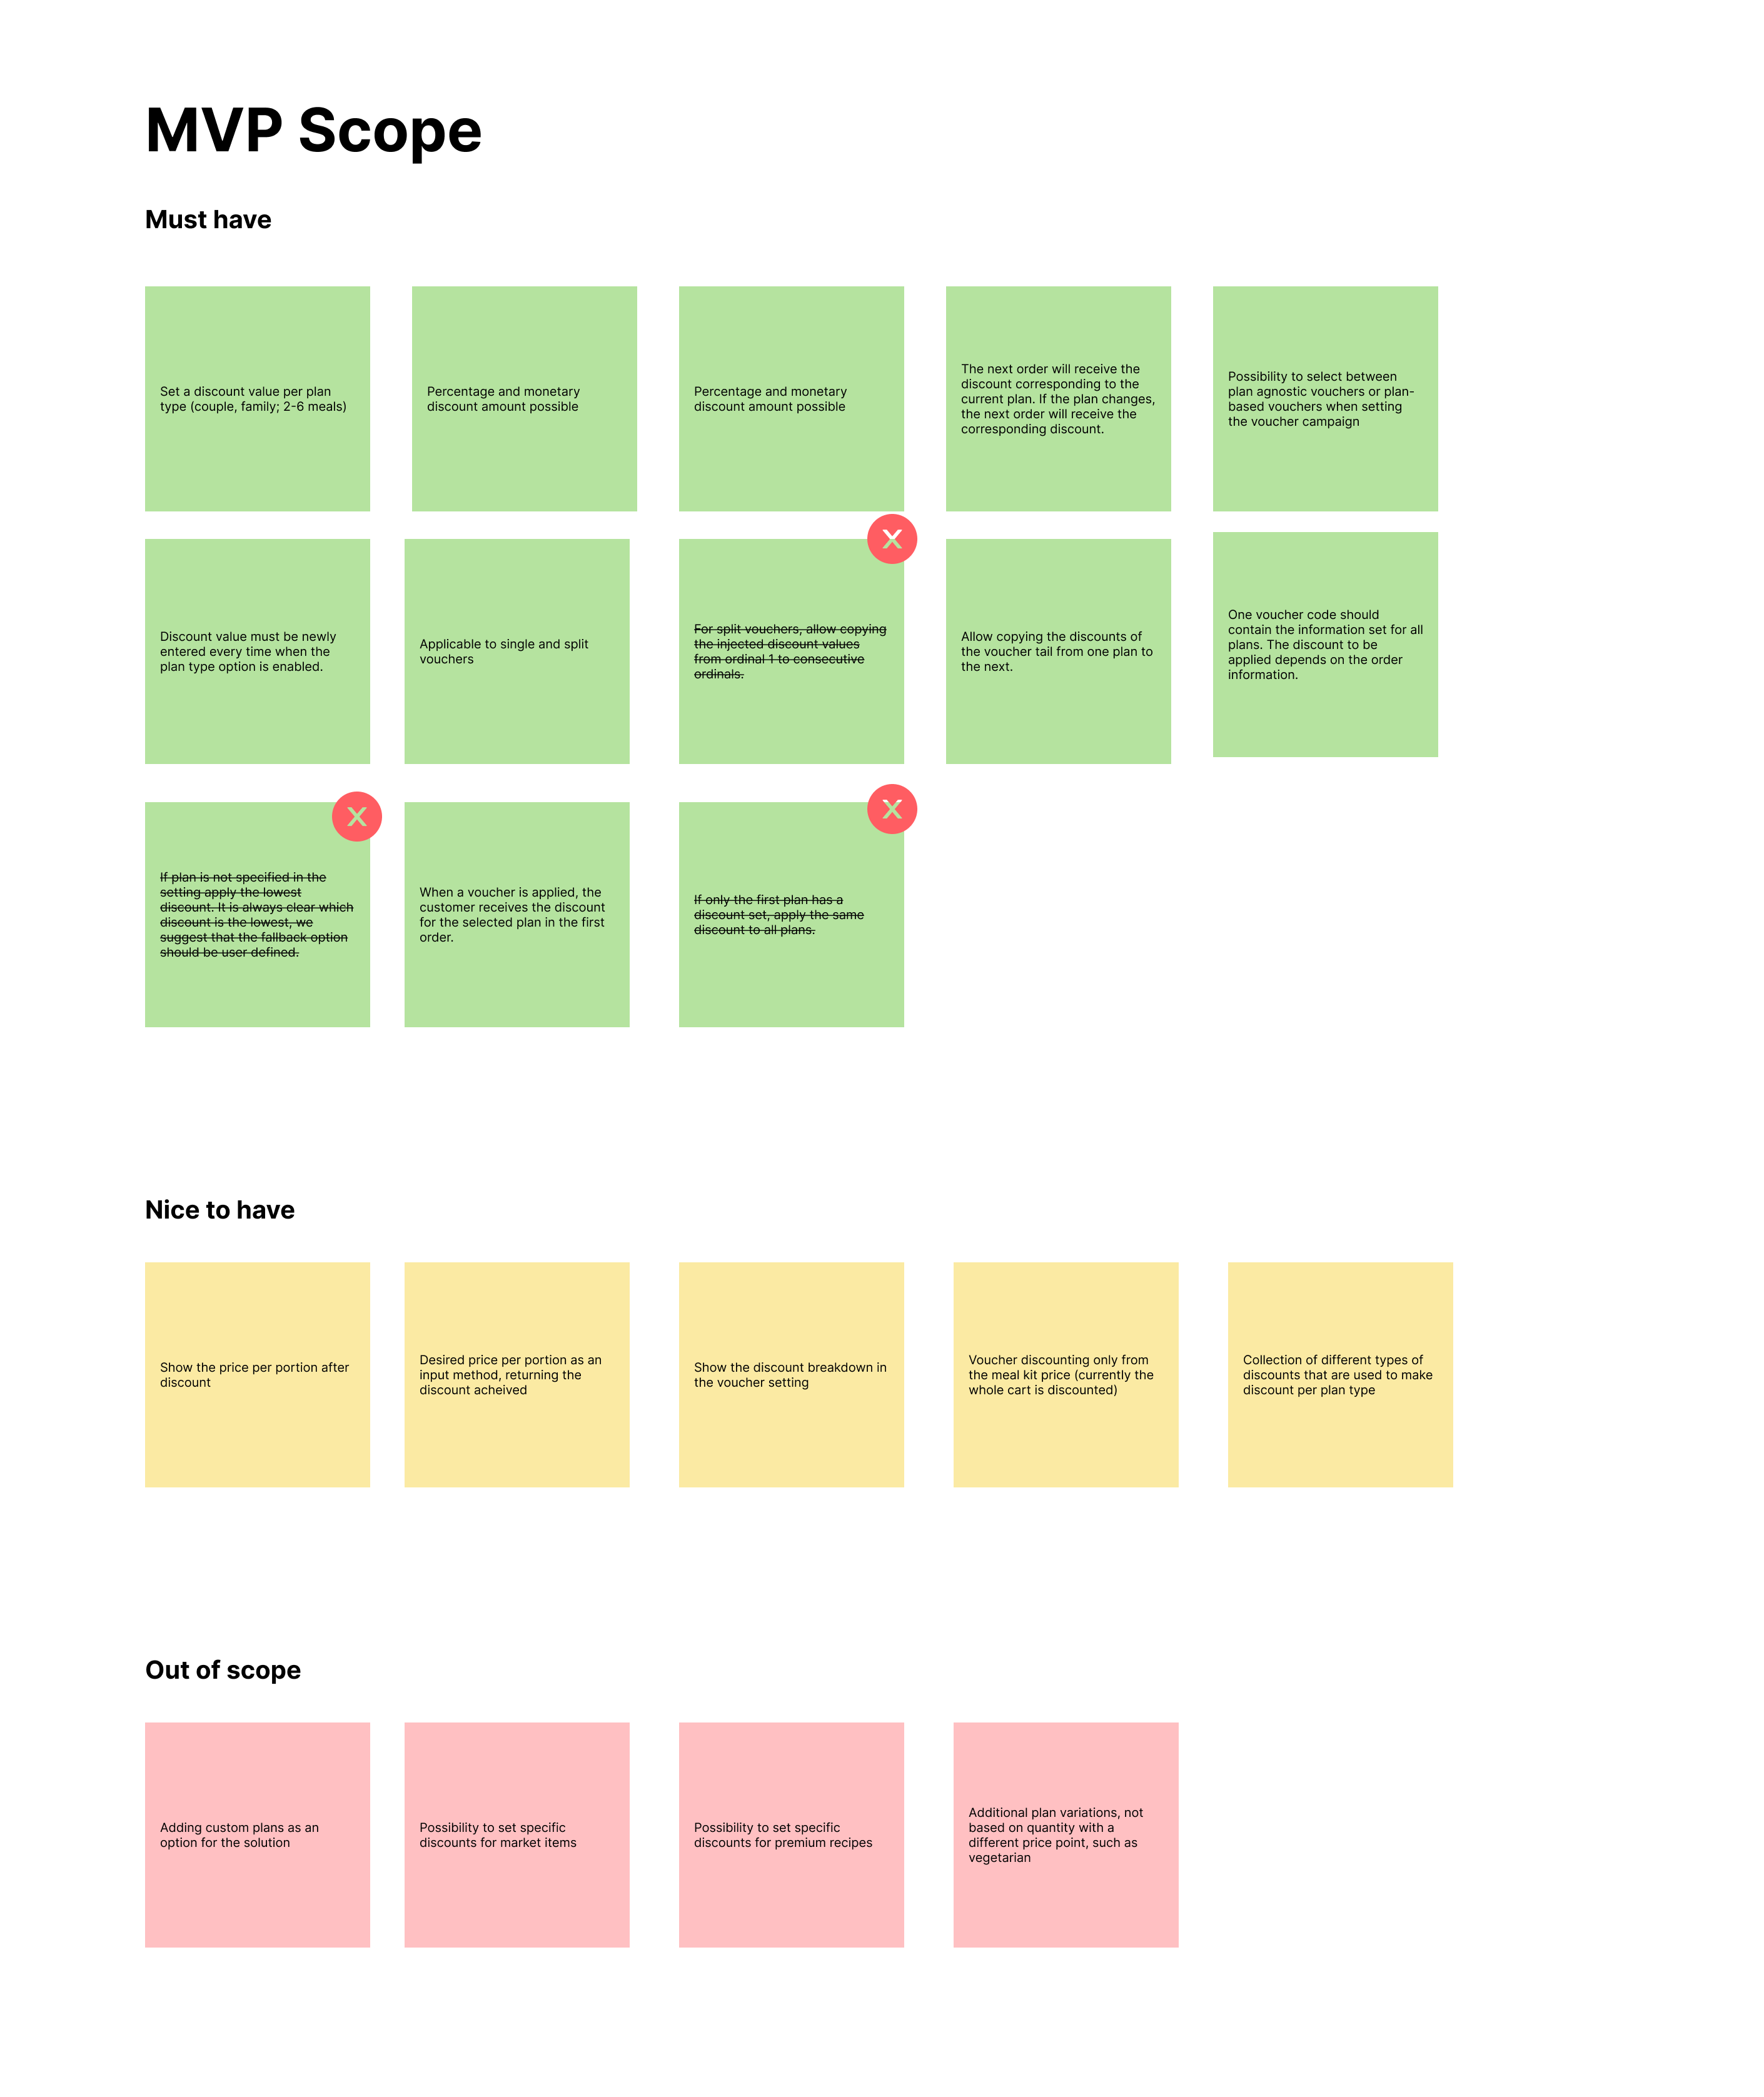 MVP Scope
Must have
Set a discount value per plan
type (couple, family; 2-6 meals)
Percentage and monetary
discount amount possible
Percentage and monetary
discount amount possible
The next order will receive the
discount corresponding to the
current plan. If the plan changes,
the next order will receive the
corresponding discount.
Possibility to select between
plan agnostic vouchers or plan-
based vouchers when setting
the voucher campaign
Discount value must be newly
entered every time when the
plan type option is enabled.
Applicable to single and split
vouchers
X
For split vouchers, allow copying
the injected discount values
from ordinal 1 to consecutive
ordinals.
Allow copying the discounts of
the voucher tail from one plan to
the next.
One voucher code should
contain the information set for all
plans. The discount to be
applied depends on the order
information.
X
If plan is not specified in the
setting apply the lowest
discount. It is always clear which
discount is the lowest, we
suggest that the fallback option
should be user defined.
When a voucher is applied, the
customer receives the discount
for the selected plan in the first
order.
X
If only the first plan has a
discount set, apply the same
discount to all plans.
Nice to have
Show the price per portion after
discount
Desired price per portion as an
input method, returning the
discount acheived
Show the discount breakdown in
the voucher setting
Voucher discounting only from
the meal kit price (currently the
whole cart is discounted)
Collection of different types of
discounts that are used to make
discount per plan type
Out of scope
Adding custom plans as an
option for the solution
Possibility to set specific
discounts for market items
Possibility to set specific
discounts for premium recipes
Additional plan variations, not
based on quantity with a
different price point, such as
vegetarian